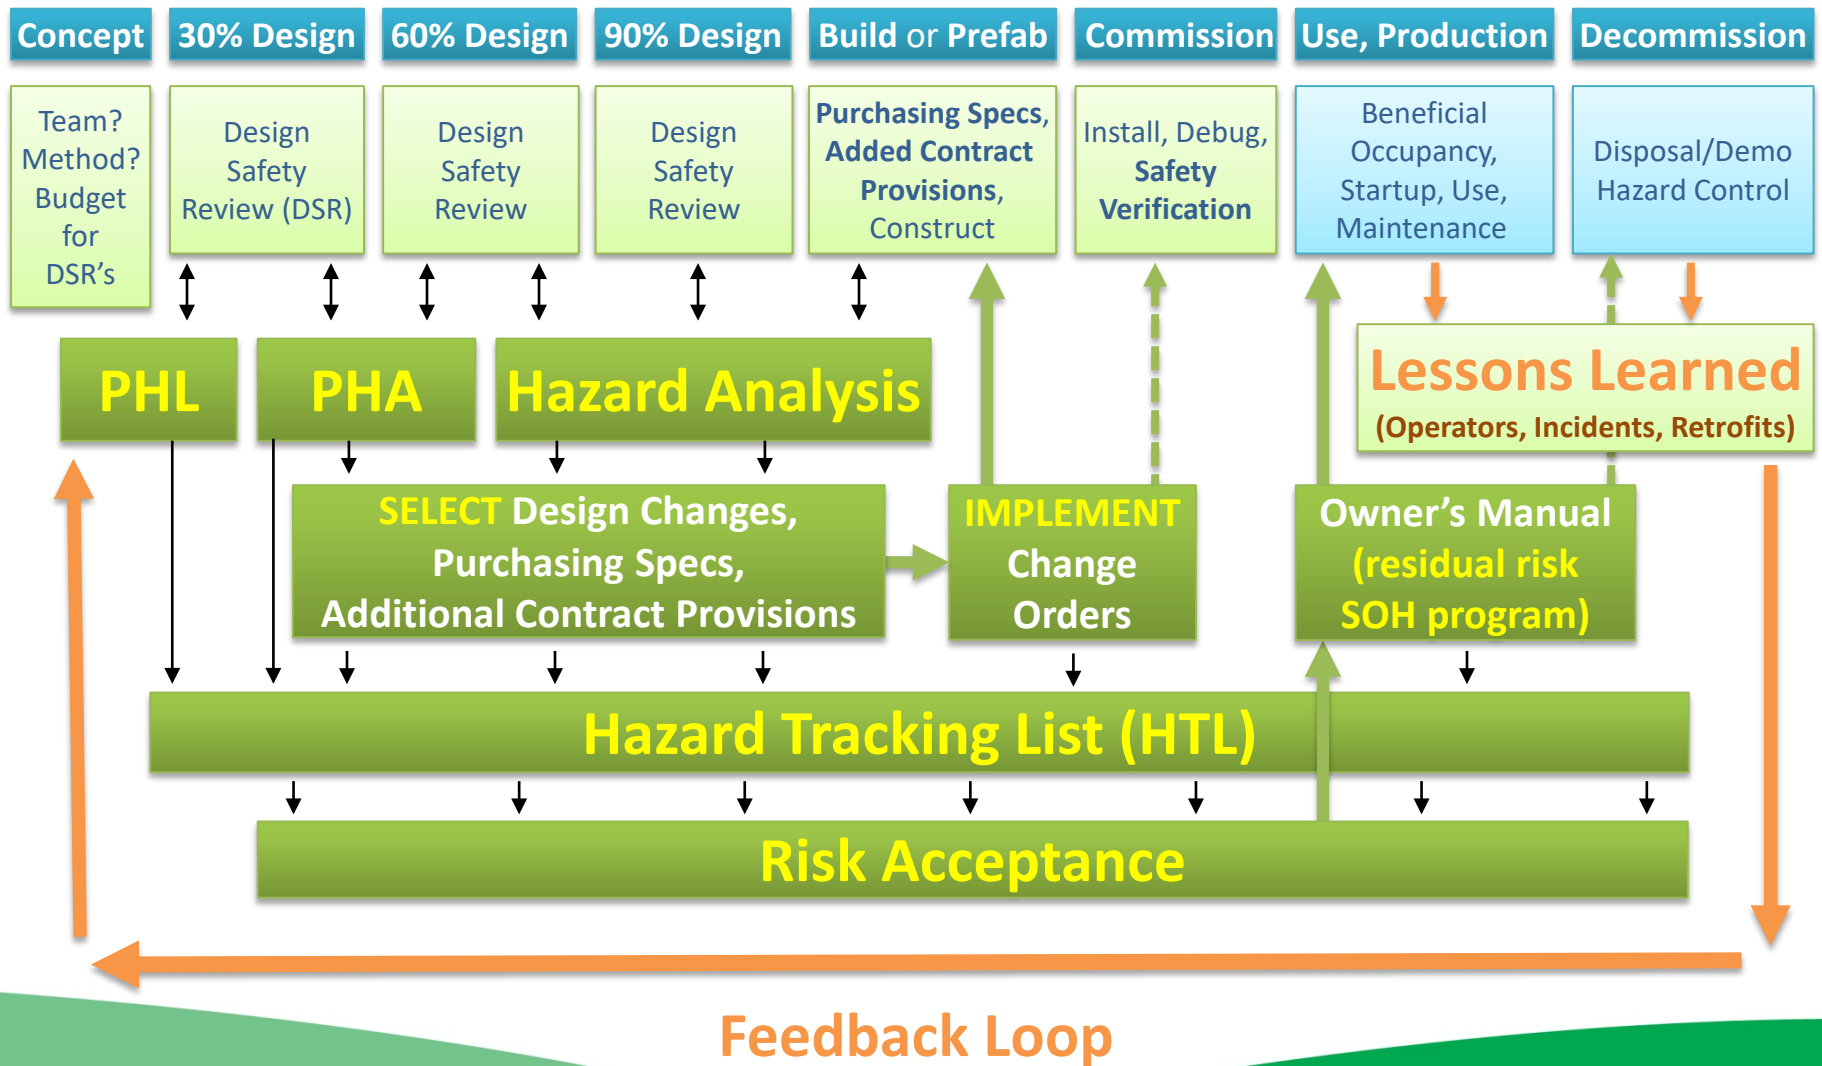 Concept
30% Design
60% Design
90% Design
Build or Prefab
Commission
Use, Production
Decommission
Team?
Method?
Budget
for
DSR’s
Design
Safety
Review (DSR)
Design
Safety
Review
Design
Safety
Review
Purchasing Specs,
Added Contract
Provisions,
Construct
Install, Debug,
Safety
Verification
Beneficial
Occupancy,
Startup, Use,
Maintenance
Disposal/Demo
Hazard Control
PHL
PHA
Hazard Analysis
Lessons Learned
(Operators, Incidents, Retrofits)
SELECT Design Changes,
Purchasing Specs,
Additional Contract Provisions
IMPLEMENT
Change
Orders
Owner’s Manual
(residual risk
SOH program)
Hazard Tracking List (HTL)
Risk Acceptance
Feedback Loop